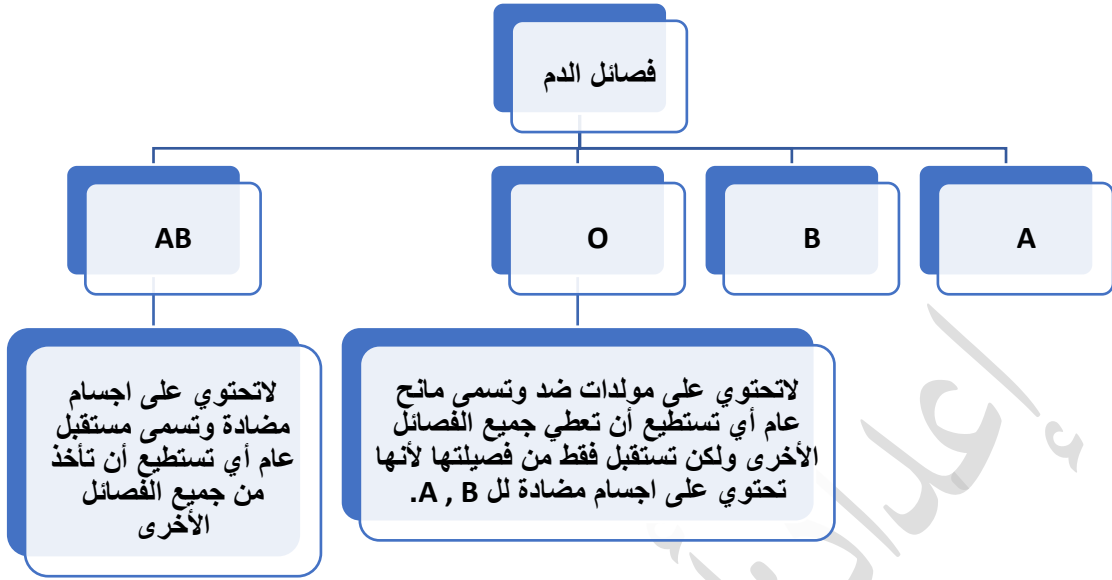 فصائل الدم
A
B
O
AB
لاتحتوي على مولدات ضد وتسمى مانح
عام أي تستطيع أن تعطي جميع الفصائل
الأخرى ولكن تستقبل فقط من فصيلتها لأنها
تحتوي على اجسام مضادة لل A , B.
لاتحتوي على اجسام
مضادة وتسمى مستقبل
عام أي تستطيع أن تأخذ
من جميع الفصائل
الأخرى